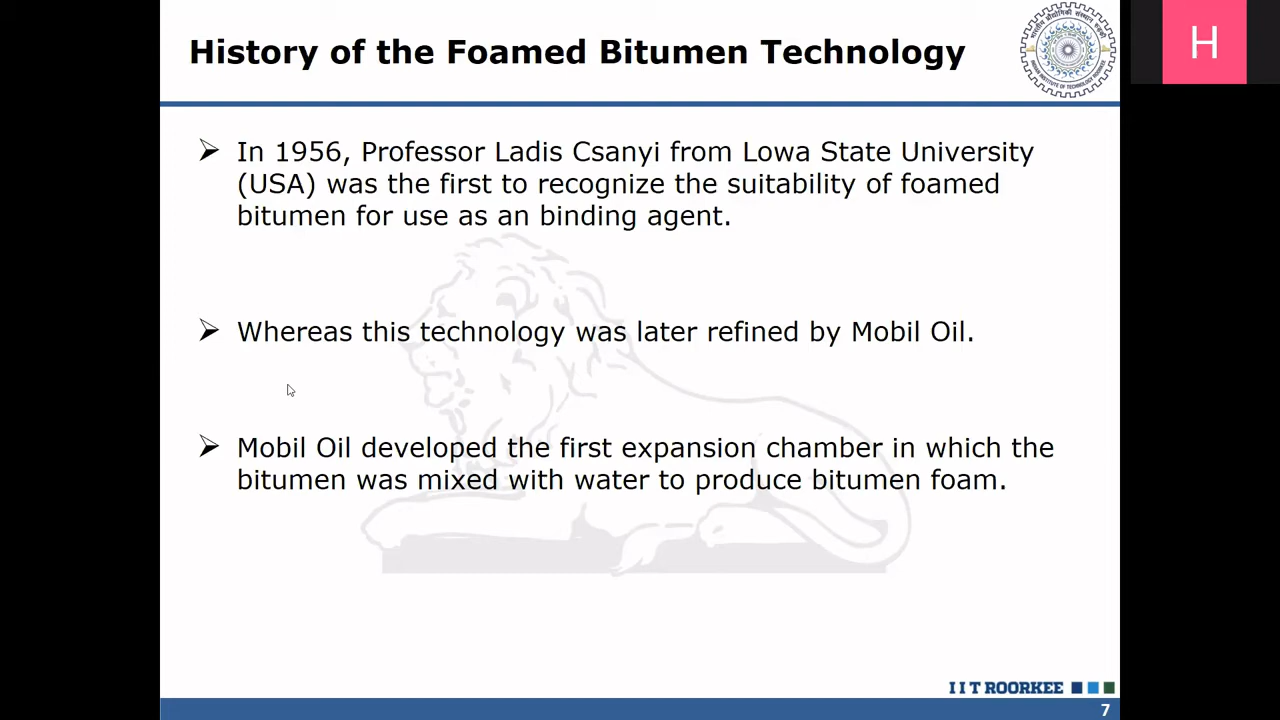 History of the Foamed Bitumen Technology
H
In 1956, Professor Ladis Csanyi from Lowa State University
(USA) was the first to recognize the suitability of foamed
bitumen for use as an binding agent.
Whereas this technology was later refined by Mobil Oil.
Mobil Oil developed the first expansion chamber in which the
bitumen was mixed with water to produce bitumen foam.
IIT ROORKEE
7